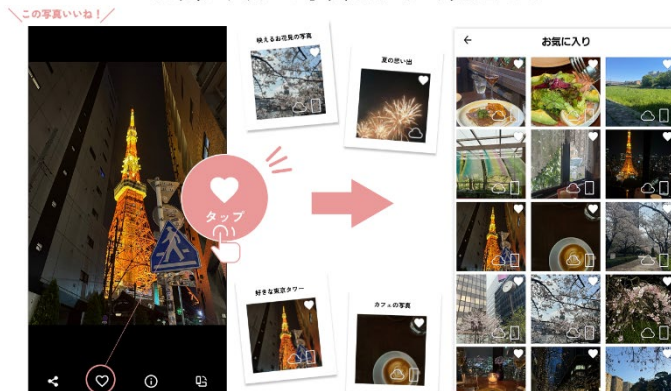 この写真いいね！
タップ
映えるお花見の写真
夏の思い出
好きな東京タワー
カフェの写真
お気に入り